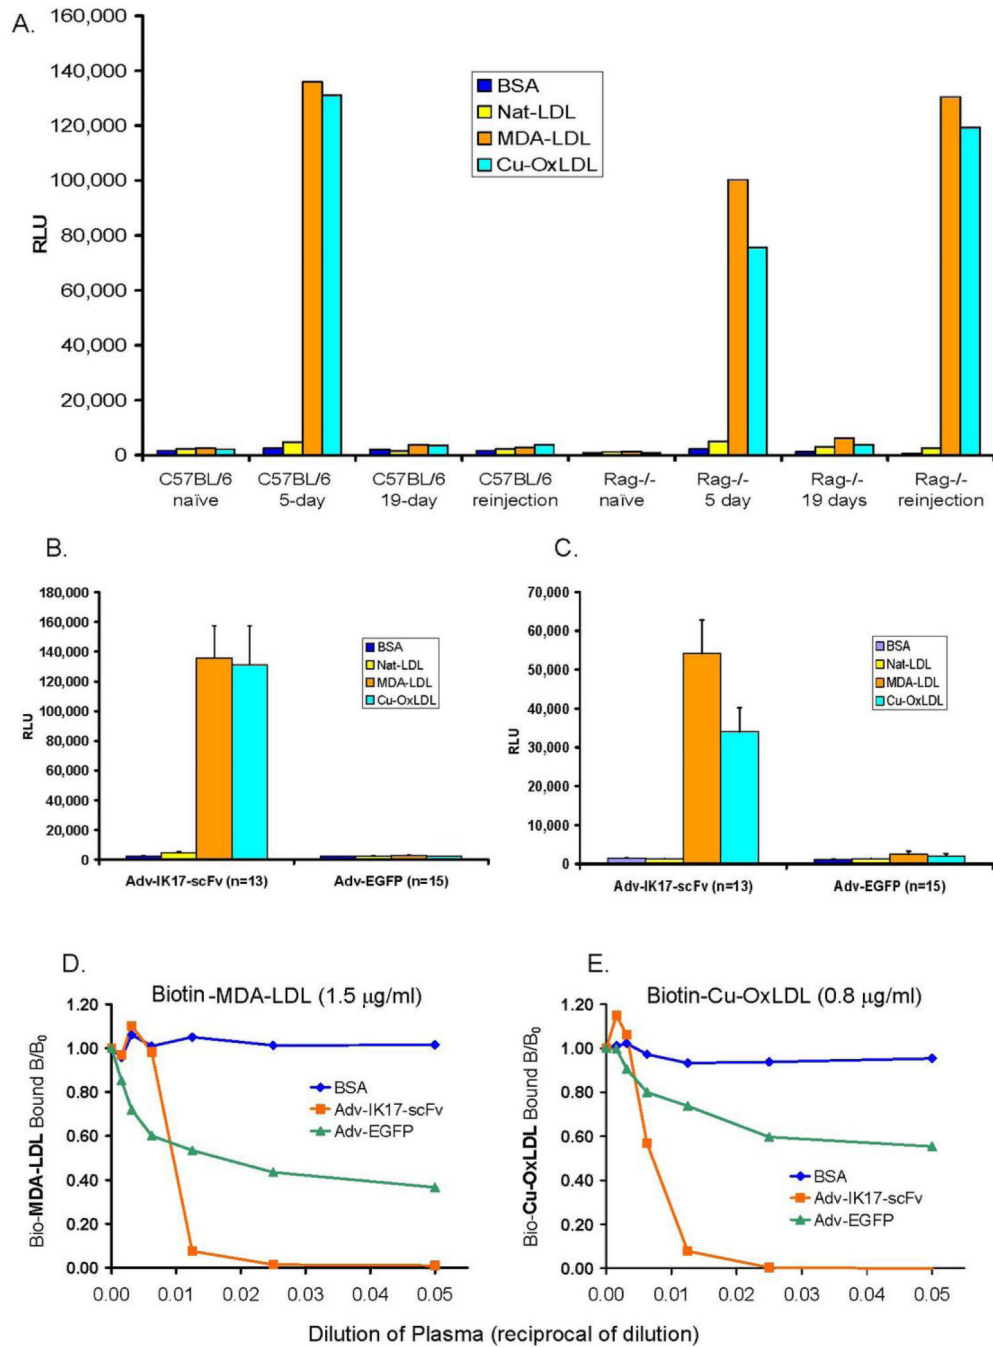 A.
160,000
140,000
120,000
100,000
80,000
60,000
40,000
20,000
0
RLU
BSA
Nat-LDL
MDA-LDL
Cu-OxLDL
C57BL/6 naïve
C57BL/6 5-day
C57BL/6 19-day
C57BL/6 reinjection
Rag-/- naïve
Rag-/- 5 day
Rag-/- 19 days
Rag-/- reinjection
B.
180,000
160,000
140,000
120,000
100,000
80,000
60,000
40,000
20,000
0
RLU
BSA
Nat-LDL
MDA-LDL
Cu-OxLDL
Adv-IK17-scFv (n=13)
Adv-EGFP (n=15)
C.
70,000
60,000
50,000
40,000
30,000
20,000
10,000
0
RLU
BSA
Nat-LDL
MDA-LDL
Cu-OxLDL
Adv-IK17-scFv (n=13)
Adv-EGFP (n=15)
D.
Biotin -MDA-LDL (1.5 µg/ml)
1.20
1.00
0.80
0.60
0.40
0.20
0.00
Bio-MDA-LDL Bound B/B0
BSA
Adv-IK17-scFv
Adv-EGFP
0.00 0.01 0.02 0.03 0.04 0.05
E.
Biotin-Cu-OxLDL (0.8 µg/ml)
1.20
1.00
0.80
0.60
0.40
0.20
0.00
Bio-Cu-OxLDL Bound B/B0
BSA
Adv-IK17-scFv
Adv-EGFP
0.00 0.01 0.02 0.03 0.04 0.05
Dilution of Plasma (reciprocal of dilution)